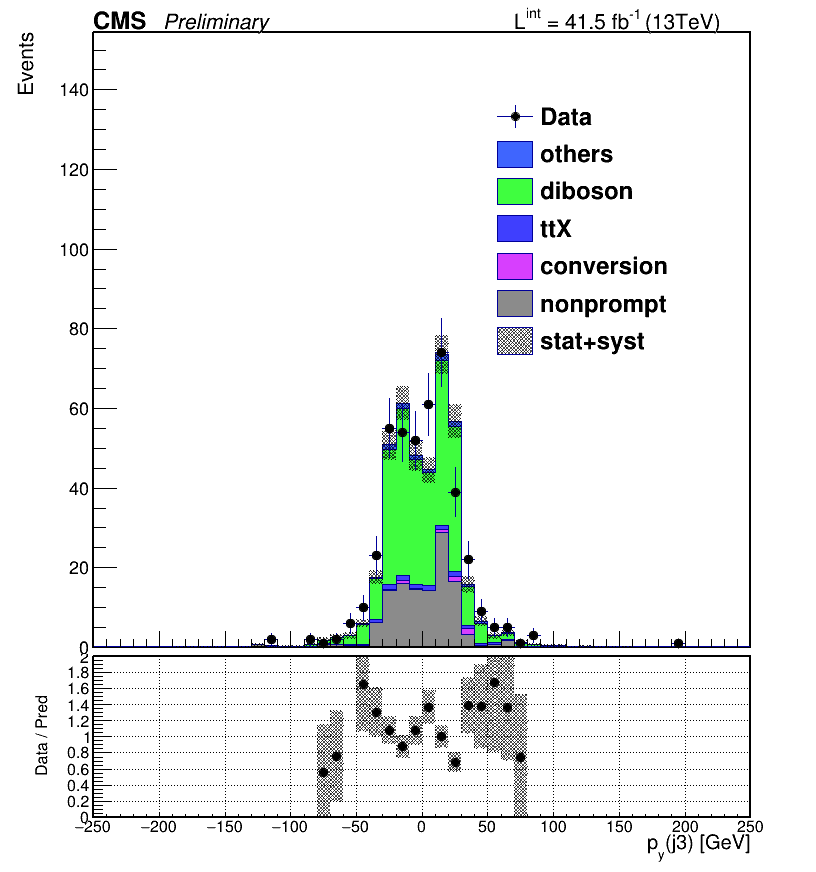 CMS Preliminary L^int = 41.5 fb^-1 (13TeV)
Events
140
120
100
80
60
40
20
0
Data
others
diboson
ttX
conversion
nonprompt
stat+syst
Data / Pred
2
1.8
1.6
1.4
1.2
1
0.8
0.6
0.4
0.2
0
−250 −200 −150 −100 −50 0 50 100 150 200 250
p_y(j3) [GeV]